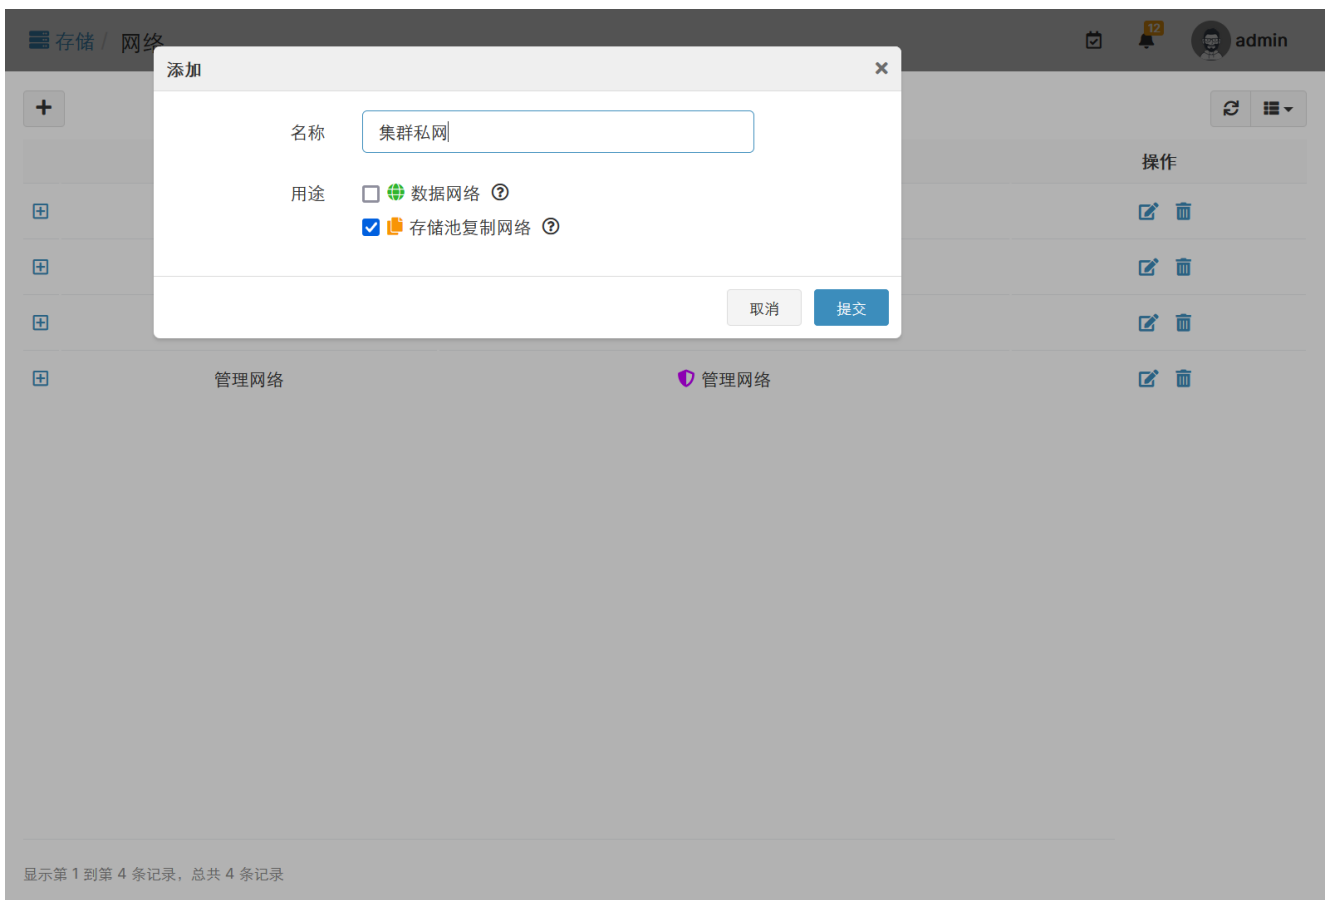 存储 / 网络
12
admin
添加
名称
集群私网
用途
数据网络
存储池复制网络
取消
提交
操作
管理网络
管理网络
显示第 1 到第 4 条记录，总共 4 条记录